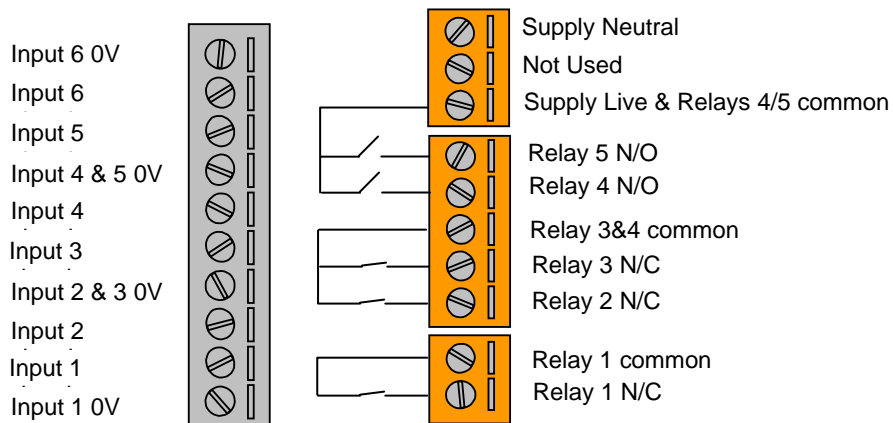 Input 6 0V
Input 6
Input 5
Input 4 & 5 0V
Input 4
Input 3
Input 2 & 3 0V
Input 2
Input 1
Input 1 0V
Supply Neutral
Not Used
Supply Live & Relays 4/5 common
Relay 5 N/O
Relay 4 N/O
Relay 3&4 common
Relay 3 N/C
Relay 2 N/C
Relay 1 common
Relay 1 N/C